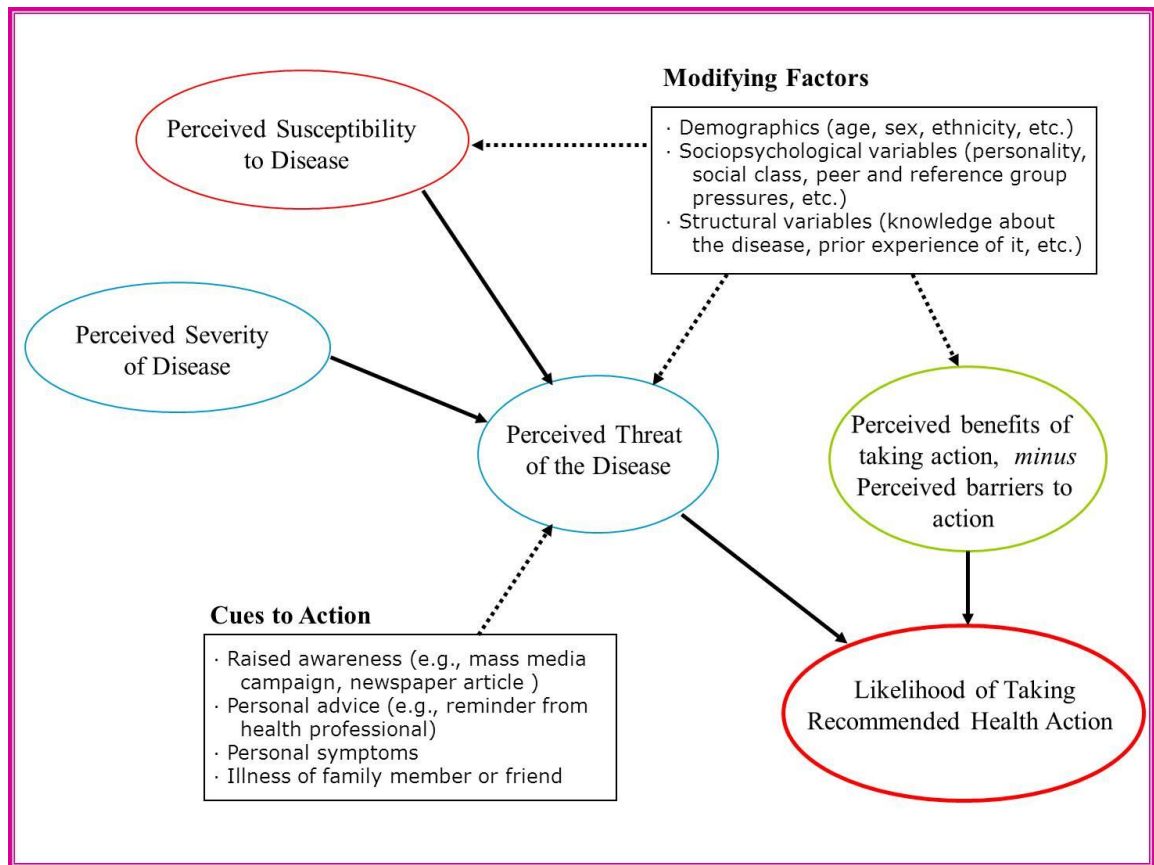 Modifying Factors
Perceived Susceptibility
to Disease
· Demographics (age, sex, ethnicity, etc.)
· Sociopsychological variables (personality,
social class, peer and reference group
pressures, etc.)
· Structural variables (knowledge about
the disease, prior experience of it, etc.)
Perceived Severity
of Disease
Perceived Threat
of the Disease
Perceived benefits of
taking action, minus
Perceived barriers to
action
Cues to Action
· Raised awareness (e.g., mass media
campaign, newspaper article )
· Personal advice (e.g., reminder from
health professional)
· Personal symptoms
· Illness of family member or friend
Likelihood of Taking
Recommended Health Action